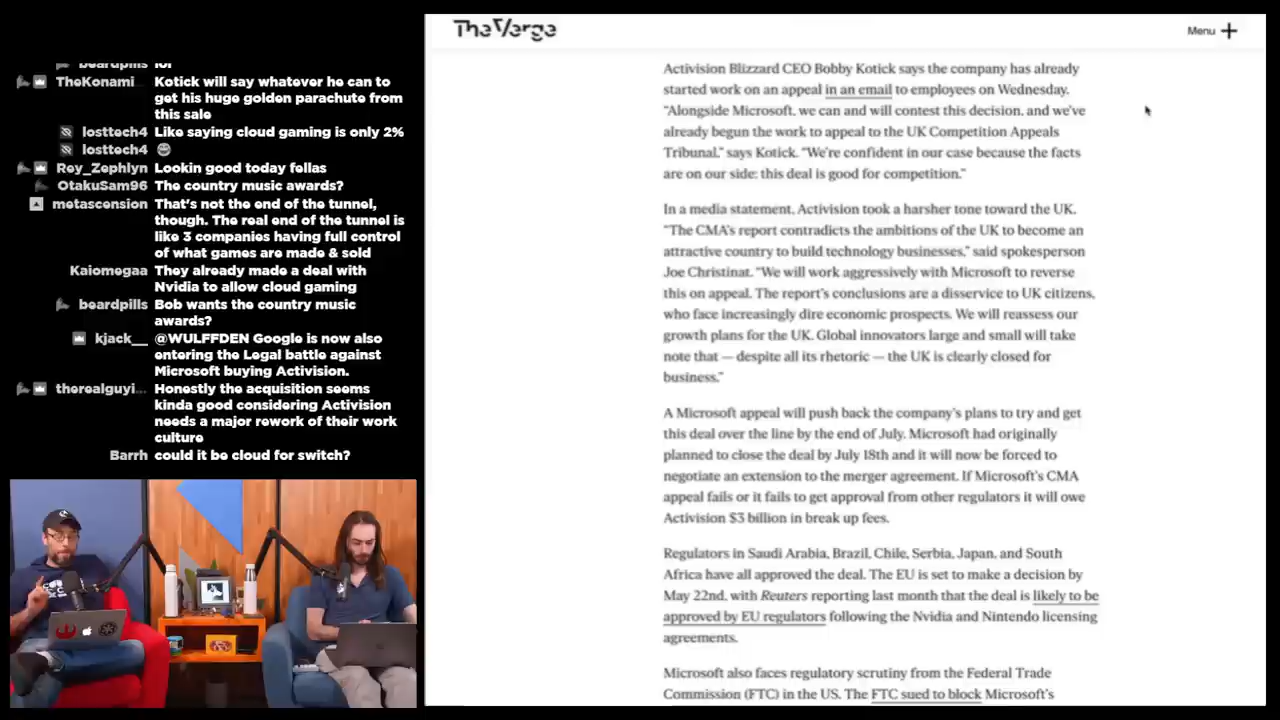 beardpills lol
TheKonami... Kotick will say whatever he can to
get his huge golden parachute from
this sale
losttech4 Like saying cloud gaming is only 2%
losttech4
Rey_Zephlyn Lookin good today fellas
OtakuSam96 The country music awards?
metascension That's not the end of the tunnel,
though. The real end of the tunnel is
like 3 companies having full control
of what games are made & sold
Kaiomegaa They already made a deal with
Nvidia to allow cloud gaming
beardpills Bob wants the country music
awards?
kjack__ @WULFFDEN Google is now also
entering the Legal battle against
Microsoft buying Activision.
therealguyi... Honestly the acquisition seems
kinda good considering Activision
needs a major rework of their work
culture
Barrh could it be cloud for switch?
The Verge
Menu +
Activision Blizzard CEO Bobby Kotick says the company has already
started work on an appeal in an email to employees on Wednesday.
“Alongside Microsoft, we can and will contest this decision, and we’ve
already begun the work to appeal to the UK Competition Appeals
Tribunal,” says Kotick. “We’re confident in our case because the facts
are on our side: this deal is good for competition.”
In a media statement, Activision took a harsher tone toward the UK.
“The CMA’s report contradicts the ambitions of the UK to become an
attractive country to build technology businesses,” said spokesperson
Joe Christinat. “We will work aggressively with Microsoft to reverse
this on appeal. The report’s conclusions are a disservice to UK citizens,
who face increasingly dire economic prospects. We will reassess our
growth plans for the UK. Global innovators large and small will take
note that — despite all its rhetoric — the UK is clearly closed for
business.”
A Microsoft appeal will push back the company’s plans to try and get
this deal over the line by the end of July. Microsoft had originally
planned to close the deal by July 18th and it will now be forced to
negotiate an extension to the merger agreement. If Microsoft’s CMA
appeal fails or it fails to get approval from other regulators it will owe
Activision $3 billion in break up fees.
Regulators in Saudi Arabia, Brazil, Chile, Serbia, Japan, and South
Africa have all approved the deal. The EU is set to make a decision by
May 22nd, with Reuters reporting last month that the deal is likely to be
approved by EU regulators following the Nvidia and Nintendo licensing
agreements.
Microsoft also faces regulatory scrutiny from the Federal Trade
Commission (FTC) in the US. The FTC sued to block Microsoft’s